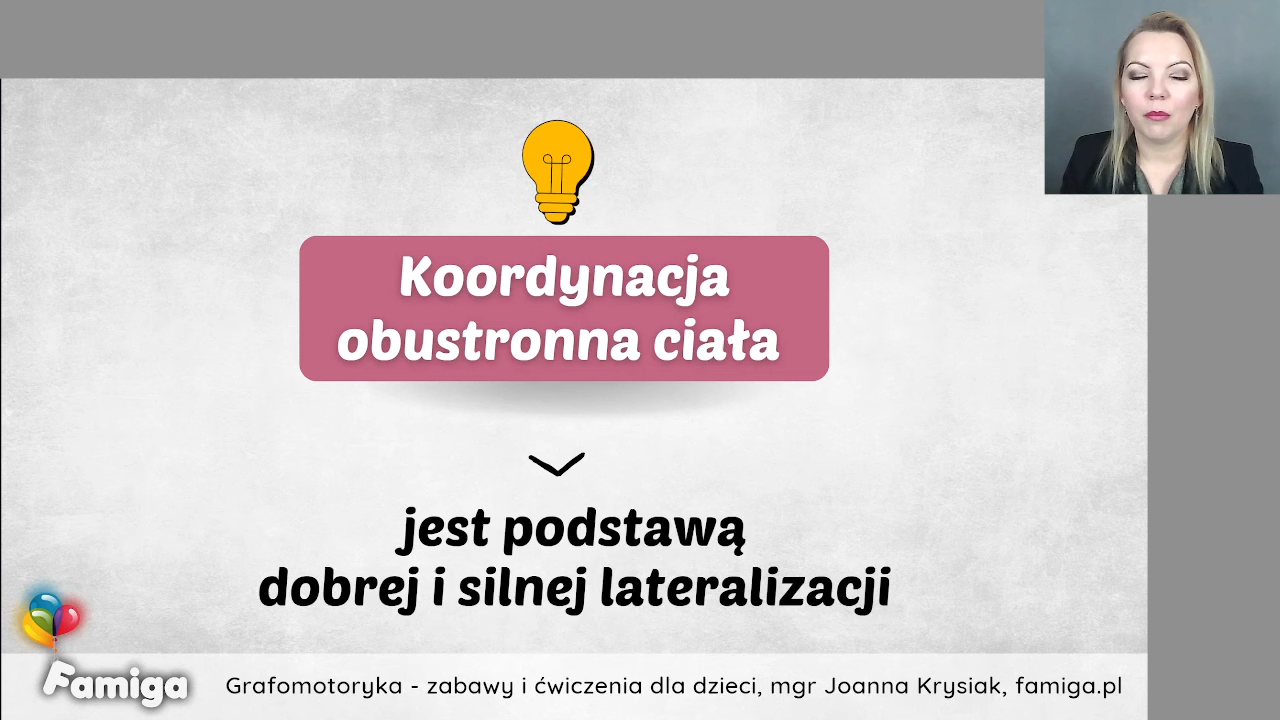 Koordynacja
obustronna ciała
jest podstawą
dobrej i silnej lateralizacji
Famiga
Grafomotoryka - zabawy i ćwiczenia dla dzieci, mgr Joanna Krysiak, famiga.pl